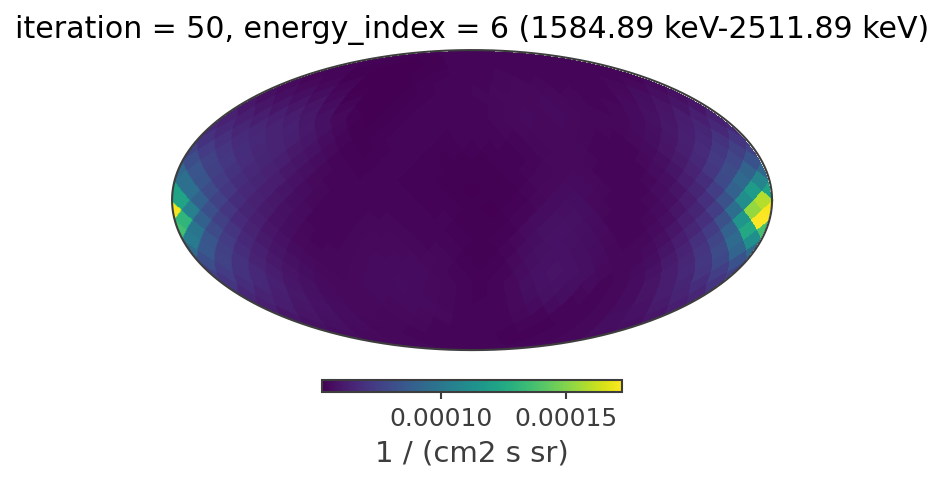 iteration = 50, energy_index = 6 (1584.89 keV-2511.89 keV)
0.00010 0.00015
1 / (cm2 s sr)